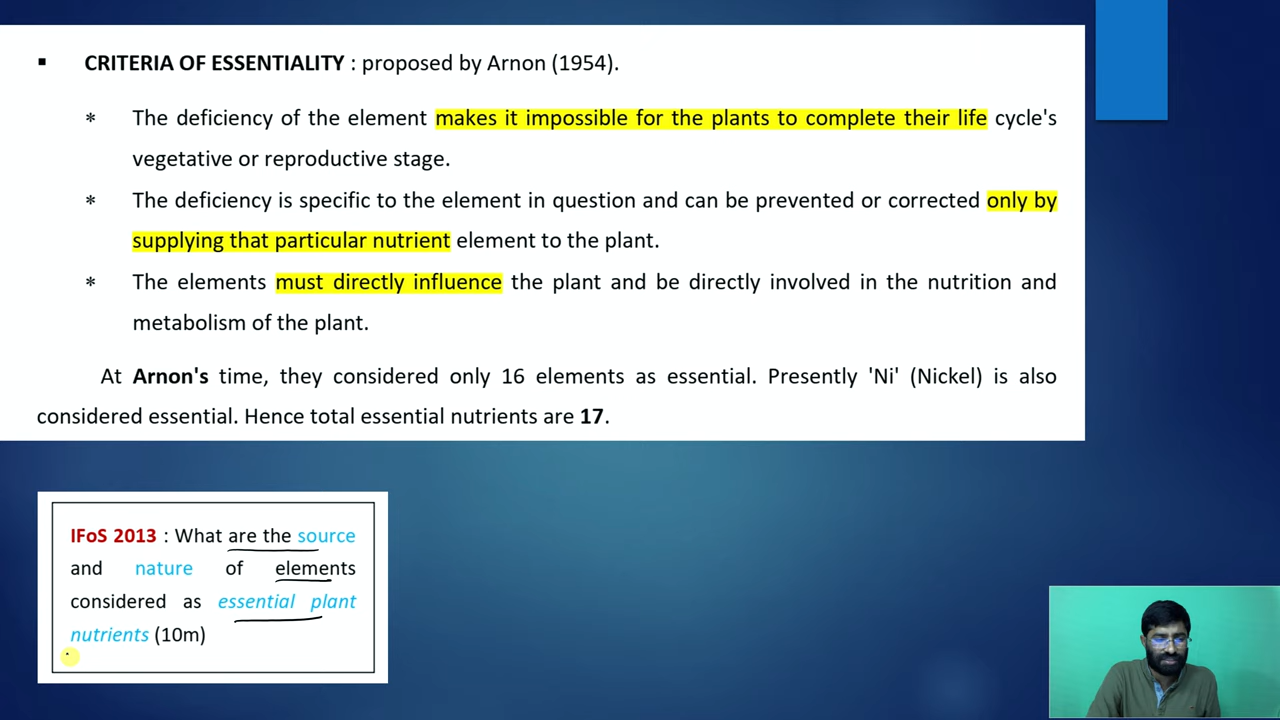 ▪ CRITERIA OF ESSENTIALITY : proposed by Arnon (1954).
* The deficiency of the element makes it impossible for the plants to complete their life cycle's
vegetative or reproductive stage.
* The deficiency is specific to the element in question and can be prevented or corrected only by
supplying that particular nutrient element to the plant.
* The elements must directly influence the plant and be directly involved in the nutrition and
metabolism of the plant.
At Arnon's time, they considered only 16 elements as essential. Presently 'Ni' (Nickel) is also
considered essential. Hence total essential nutrients are 17.
IFoS 2013 : What are the source
and nature of elements
considered as essential plant
nutrients (10m)